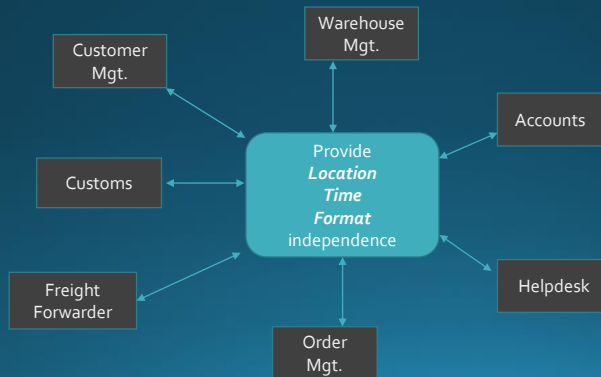 Warehouse
Mgt.
Customer
Mgt.
Accounts
Provide
Location
Time
Format
independence
Customs
Freight
Forwarder
Helpdesk
Order
Mgt.